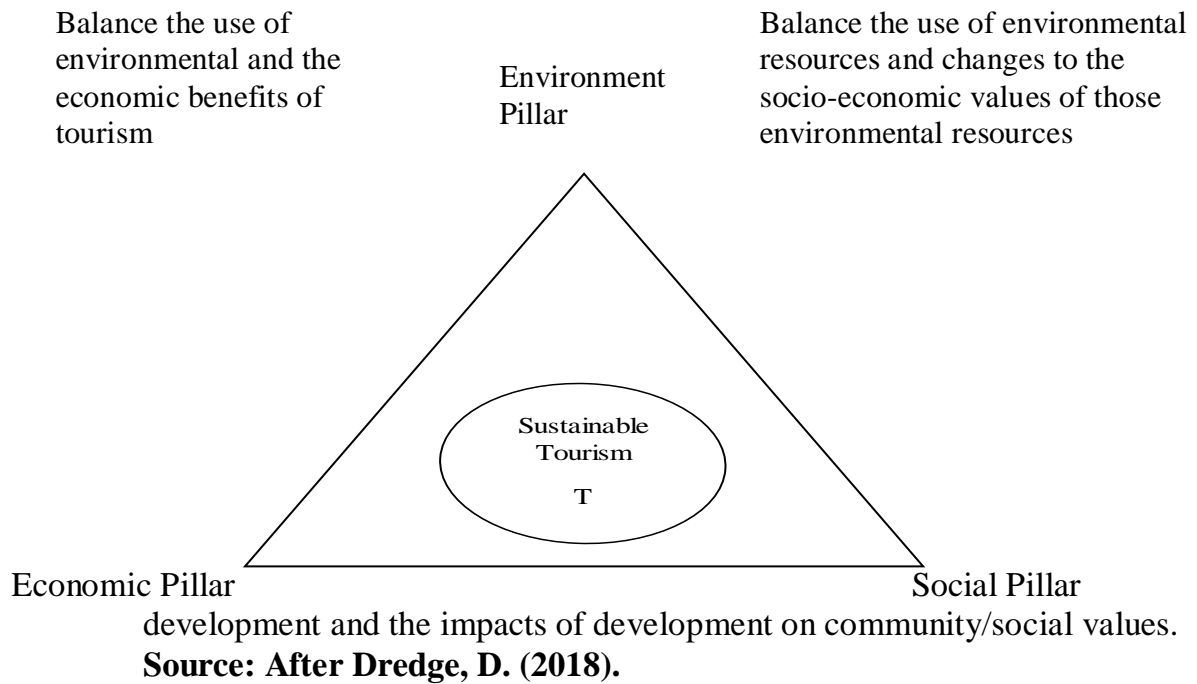 Balance the use of
environmental and the
economic benefits of
tourism
Environment
Pillar
Balance the use of environmental
resources and changes to the
socio-economic values of those
environmental resources
Sustainable
Tourism
T
Economic Pillar
Social Pillar
development and the impacts of development on community/social values.
Source: After Dredge, D. (2018).